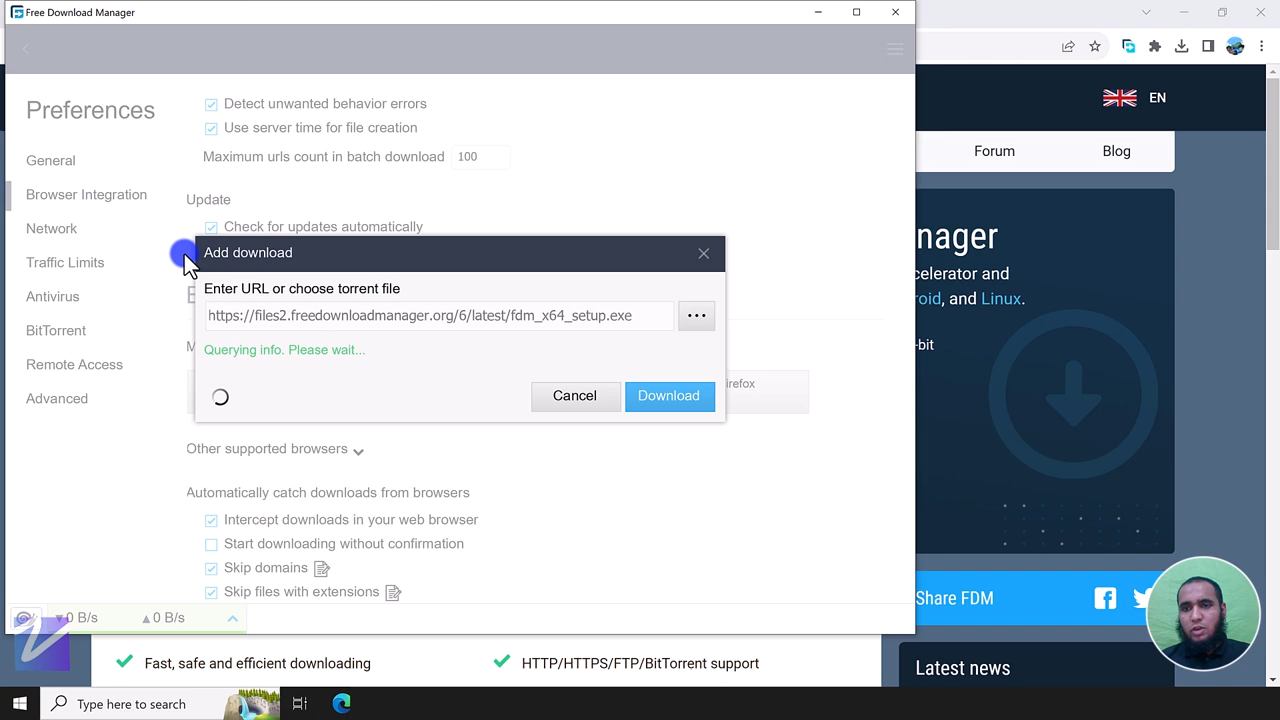 Free Download Manager
Preferences
General
Browser Integration
Network
Traffic Limits
Antivirus
BitTorrent
Remote Access
Advanced
Detect unwanted behavior errors
Use server time for file creation
Maximum urls count in batch download 100
Update
Check for updates automatically
Add download
Enter URL or choose torrent file
https://files2.freedownloadmanager.org/6/latest/fdm_x64_setup.exe
Querying info. Please wait...
Cancel
Download
Other supported browsers
Automatically catch downloads from browsers
Intercept downloads in your web browser
Start downloading without confirmation
Skip domains
Skip files with extensions
0 B/s
0 B/s
EN
Forum
Blog
nager
celerator and
oid, and Linux.
-bit
irefox
Share FDM
Latest news
Fast, safe and efficient downloading
HTTP/HTTPS/FTP/BitTorrent support
Type here to search